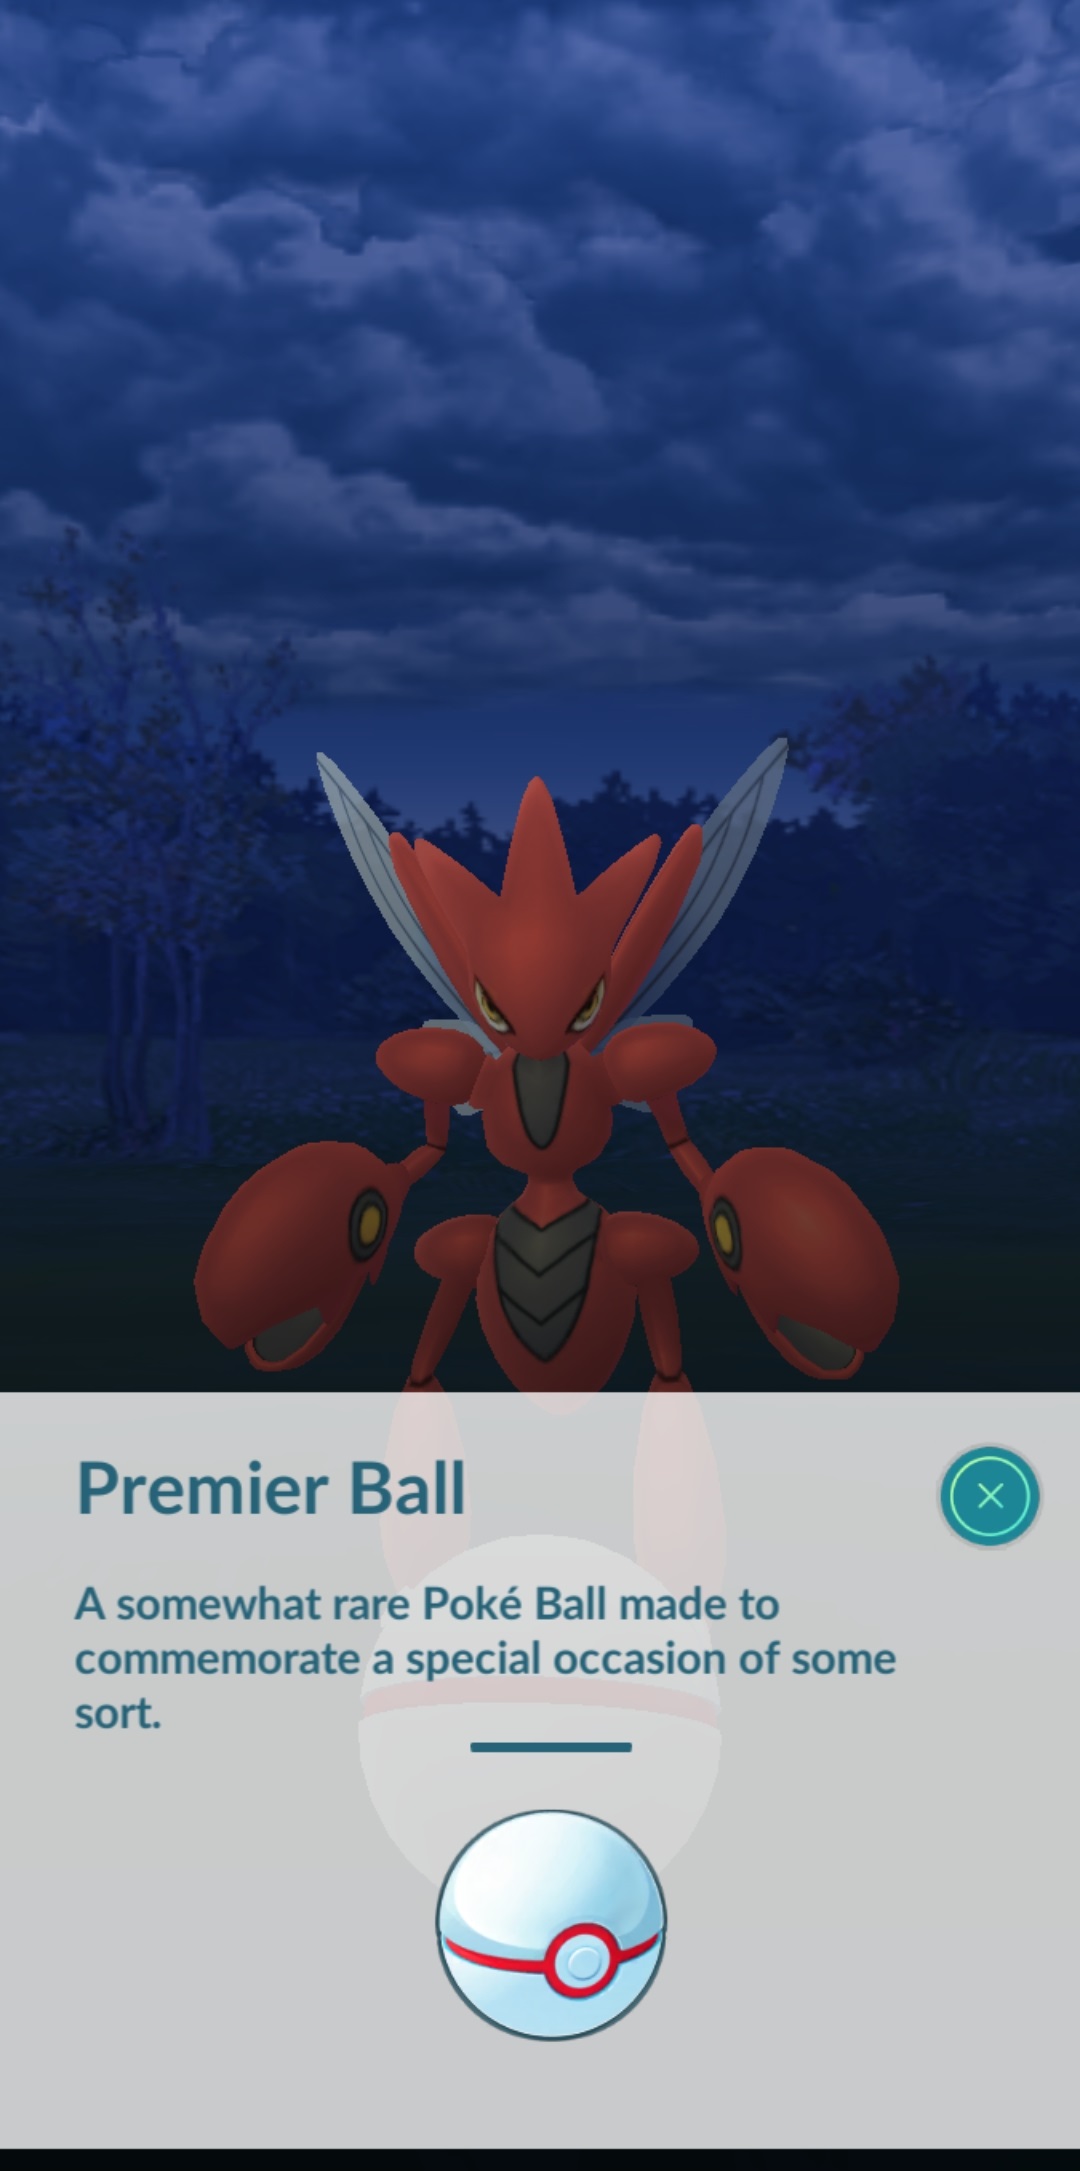 Premier Ball
A somewhat rare Poké Ball made to
commemorate a special occasion of some
sort.